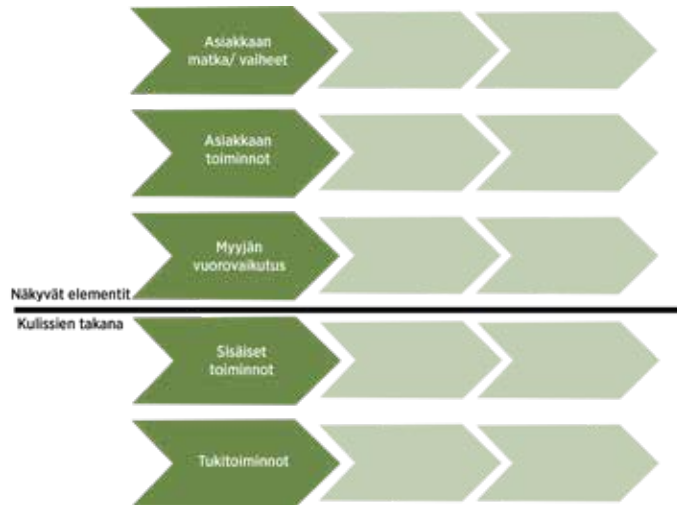 Asiakkaan
matka/ vaiheet
Asiakkaan
toiminnot
Myyjän
vuorovaikutus
Näkyvät elementit
Kulissien takana
Sisäiset
toiminnot
Tukitoiminnot